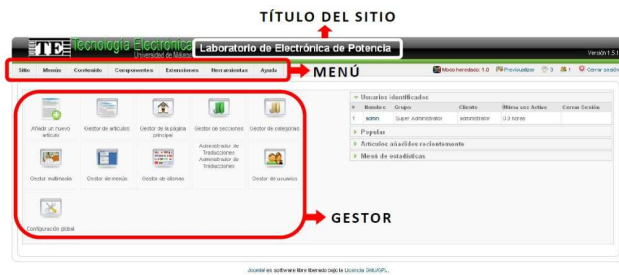 TÍTULO DEL SITIO
TE Tecnología Electrónica
Universidad de Málaga
Laboratorio de Electrónica de Potencia
Versión 1.5.1
Sitio Menús Contenido Componentes Extensiones Herramientas Ayuda
MENÚ
Modo heredado: 1.0 Previsualizar 0 1 Cerrar sesión
Añadir un nuevo artículo
Gestor de artículos
Gestor de la página principal
Gestor de secciones
Gestor de categorías
Gestor multimedia
Gestor de menús
Gestor de idiomas
Administrador de Traducciones
Administrador de Traducciones
Gestor de usuarios
Configuración global
Usuarios identificados
# Nombre Grupo Cliente Última vez Activo Cerrar Sesión
1 admin Super Administrator administrator 0.0 horas
Popular
Artículos añadidos recientemente
Menú de estadísticas
GESTOR
Joomla! es software libre liberado bajo la Licencia GNU/GPL.